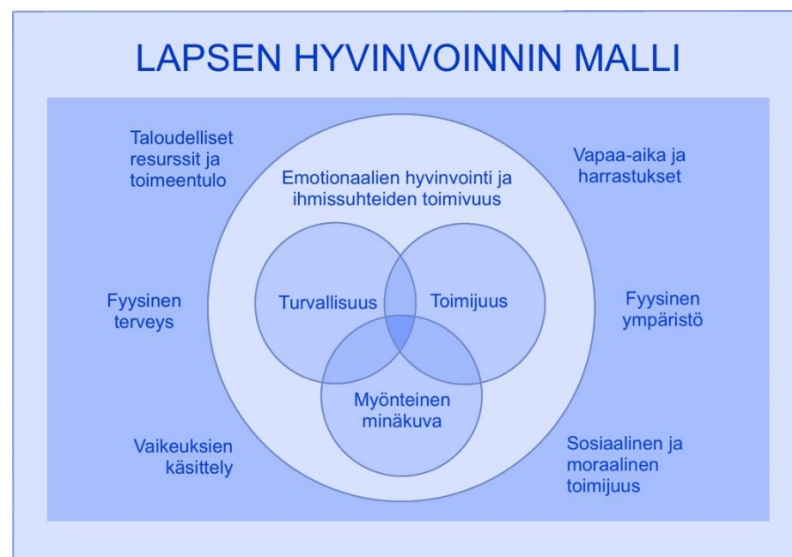 LAPSEN HYVINVOINNIN MALLI
Taloudelliset
resurssit ja
toimeentulo
Vapaa-aika ja
harrastukset
Emotionaalien hyvinvointi ja
ihmissuhteiden toimivuus
Fyysinen
terveys
Turvallisuus
Toimijuus
Fyysinen
ympäristö
Myönteinen
minäkuva
Vaikeuksien
käsittely
Sosiaalinen ja
moraalinen
toimijuus